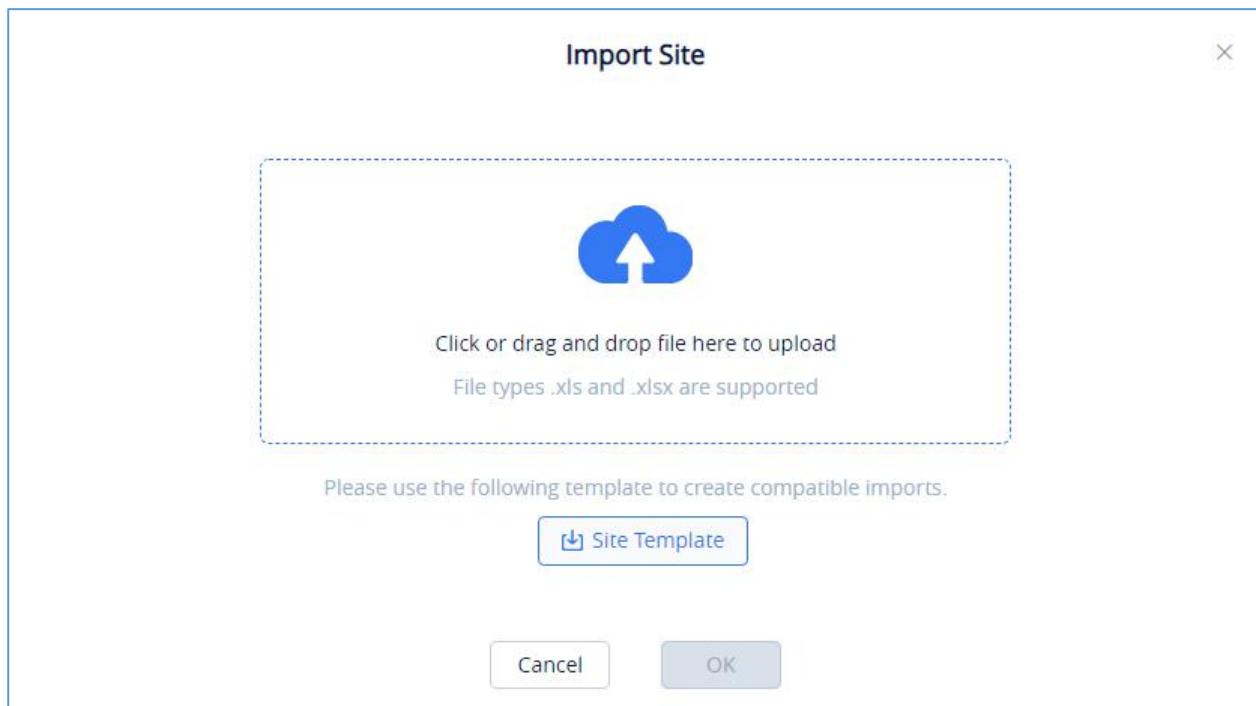 Import Site
Click or drag and drop file here to upload
File types .xls and .xlsx are supported
Please use the following template to create compatible imports.
Site Template
Cancel
OK